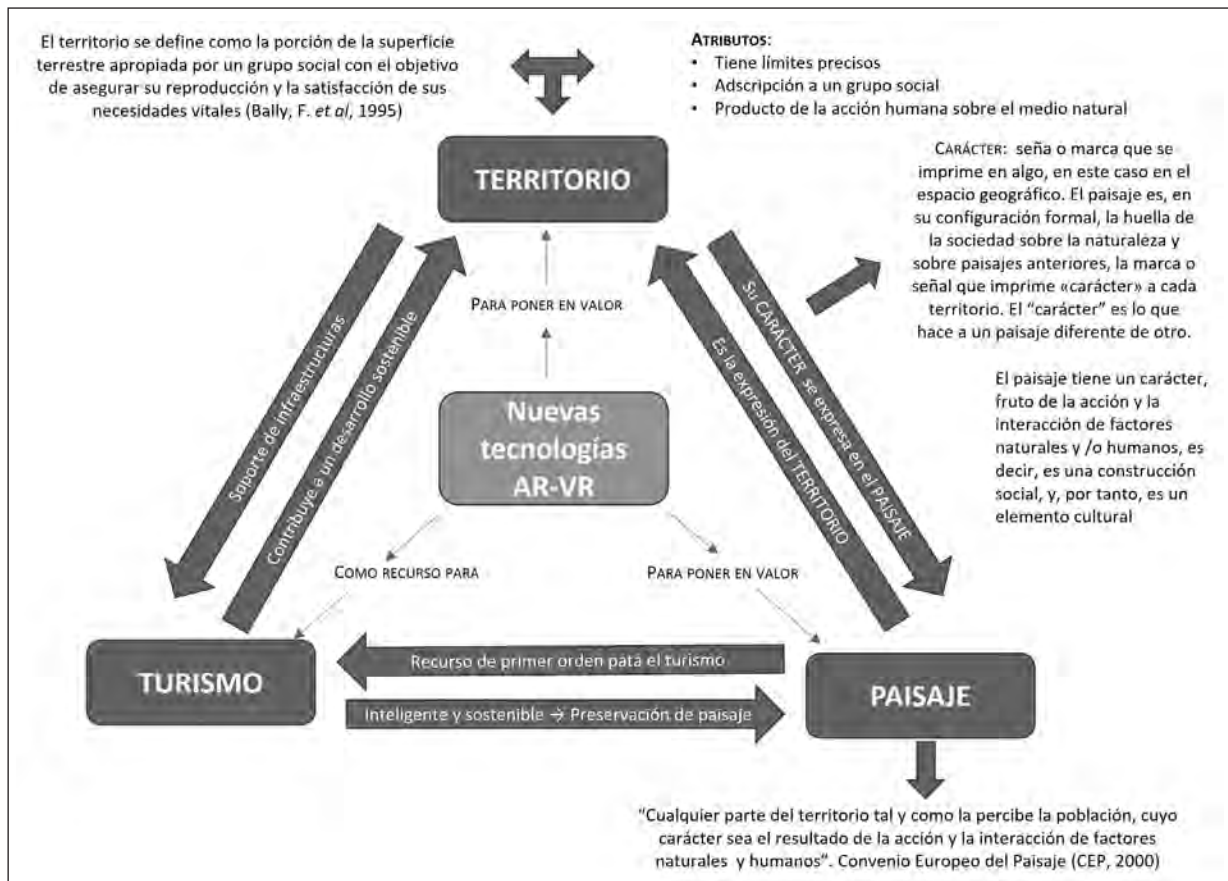 El territorio se define como la porción de la superficie
terrestre apropiada por un grupo social con el objetivo
de asegurar su reproducción y la satisfacción de sus
necesidades vitales (Bally, F. et al, 1995)
ATRIBUTOS:
• Tiene límites precisos
• Adscripción a un grupo social
• Producto de la acción humana sobre el medio natural
TERRITORIO
CARÁCTER: seña o marca que se
imprime en algo, en este caso en el
espacio geográfico. El paisaje es, en
su configuración formal, la huella de
la sociedad sobre la naturaleza y
sobre paisajes anteriores, la marca o
señal que imprime «carácter» a cada
territorio. El "carácter" es lo que
hace a un paisaje diferente de otro.
El paisaje tiene un carácter,
fruto de la acción y la
interacción de factores
naturales y /o humanos, es
decir, es una construcción
social, y, por tanto, es un
elemento cultural
Soporte de infraestructuras
Contribuye a un desarrollo sostenible
PARA PONER EN VALOR
Es la expresión del TERRITORIO
Su CARÁCTER se expresa en el PAISAJE
Nuevas
tecnologías
AR-VR
COMO RECURSO PARA
PARA PONER EN VALOR
TURISMO
Recurso de primer orden pata el turismo
Inteligente y sostenible → Preservación de paisaje
PAISAJE
"Cualquier parte del territorio tal y como la percibe la población, cuyo
carácter sea el resultado de la acción y la interacción de factores
naturales y humanos". Convenio Europeo del Paisaje (CEP, 2000)